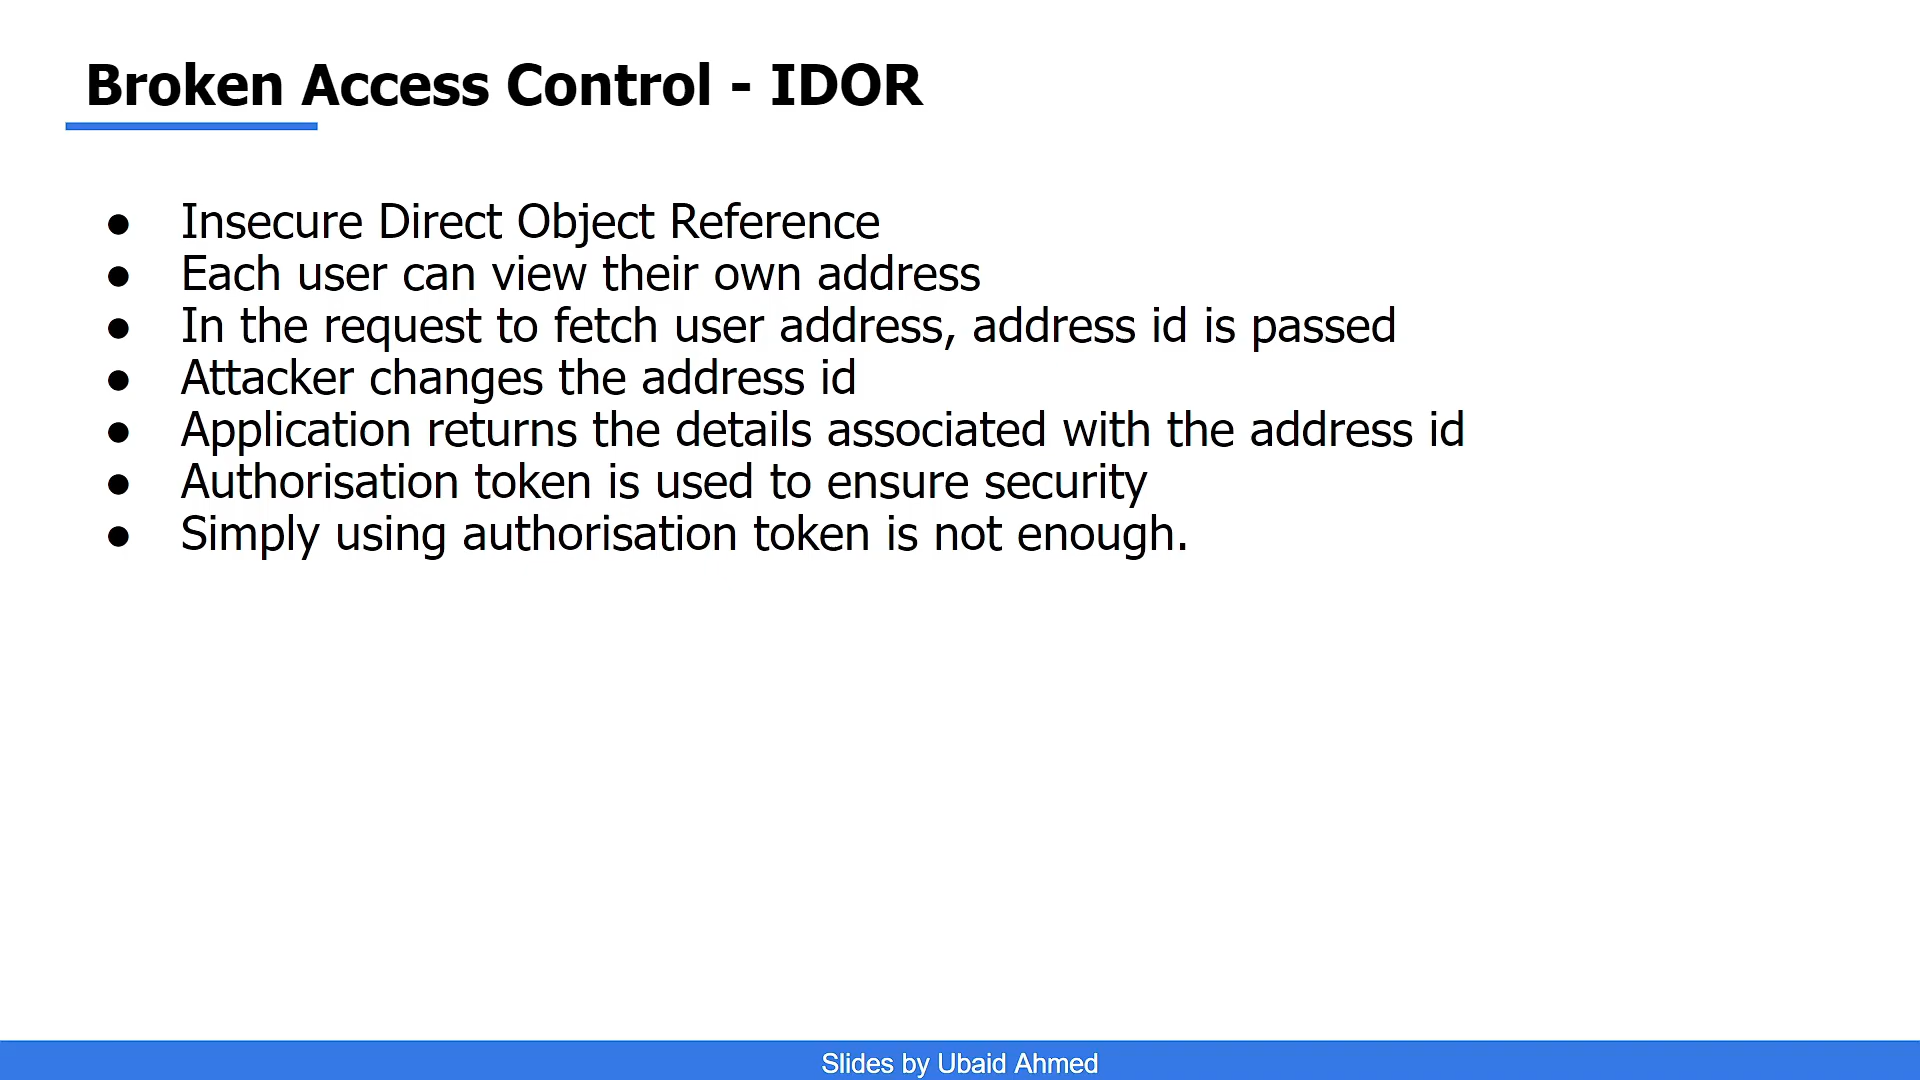 Broken Access Control - IDOR
● Insecure Direct Object Reference
● Each user can view their own address
● In the request to fetch user address, address id is passed
● Attacker changes the address id
● Application returns the details associated with the address id
● Authorisation token is used to ensure security
● Simply using authorisation token is not enough.
Slides by Ubaid Ahmed